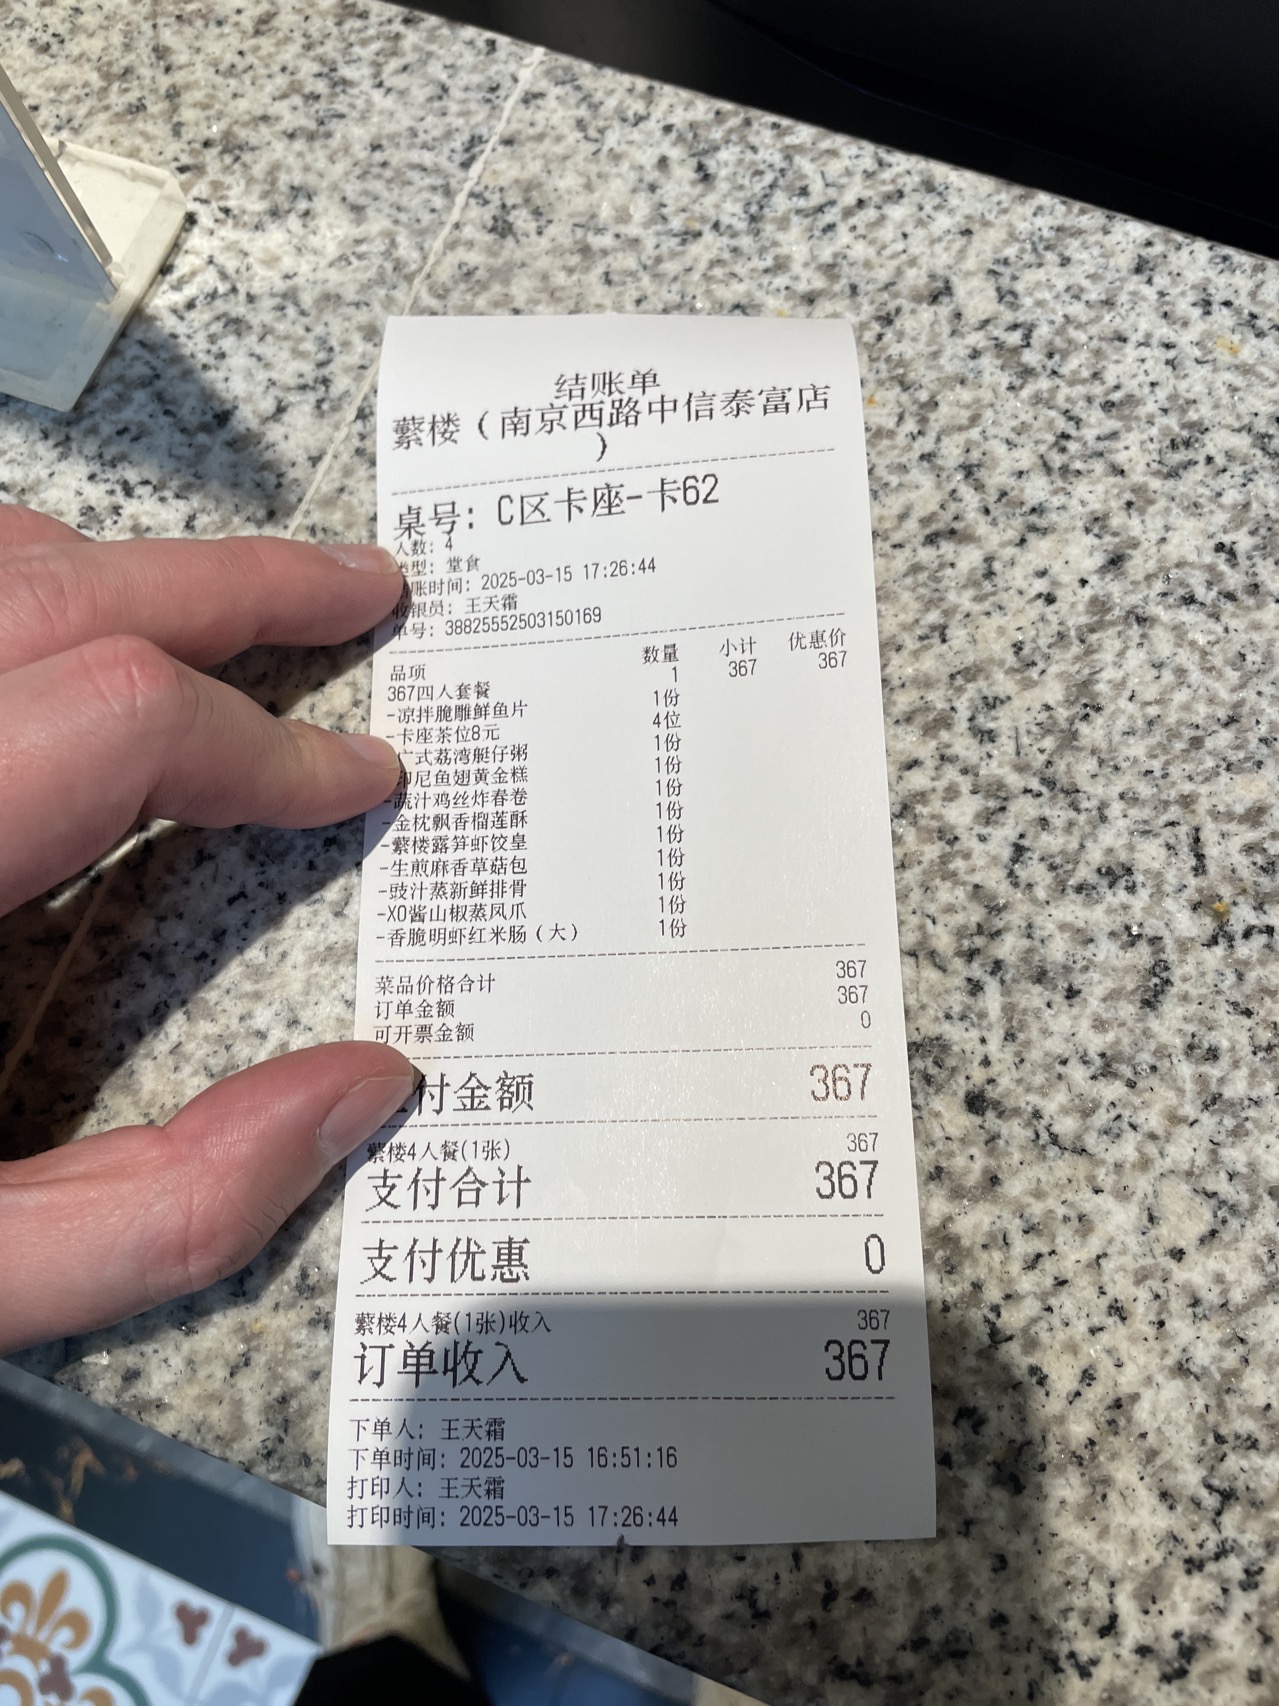 结账单
蘩楼（南京西路中信泰富店
）
桌号: C区卡座-卡62
人数: 4
类型: 堂食
结账时间: 2025-03-15 17:26:44
收银员: 王天霜
单号: 38825552503150169
品项 数量 小计 优惠价
367四人套餐 1 367 367
-凉拌脆雕鲜鱼片 1份
-卡座茶位8元 4位
广式荔湾艇仔粥 1份
印尼鱼翅黄金糕 1份
-蔬汁鸡丝炸春卷 1份
-金枕飘香榴莲酥 1份
-蘩楼露笋虾饺皇 1份
-生煎麻香草菇包 1份
-豉汁蒸新鲜排骨 1份
-XO酱山椒蒸凤爪 1份
-香脆明虾红米肠（大） 1份
菜品价格合计 367
订单金额 367
可开票金额 0
付金额 367
蘩楼4人餐(1张) 367
支付合计 367
支付优惠 0
蘩楼4人餐(1张)收入 367
订单收入 367
下单人: 王天霜
下单时间: 2025-03-15 16:51:16
打印人: 王天霜
打印时间: 2025-03-15 17:26:44